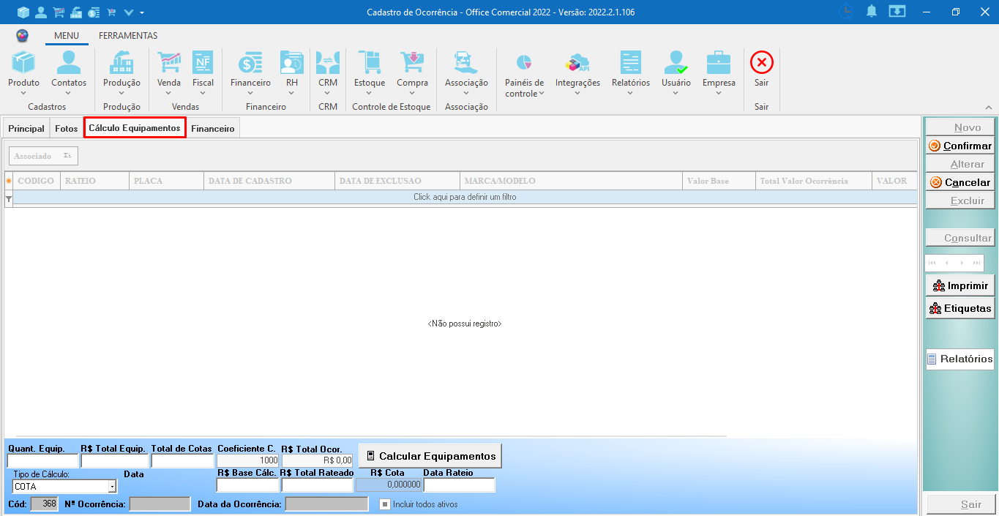 Cadastro de Ocorrência - Office Comercial 2022 - Versão: 2022.2.1.106
MENU FERRAMENTAS
Produto Contatos Produção Venda Fiscal Financeiro RH CRM Estoque Compra Associação Painéis de controle Integrações Relatórios Usuário Empresa Sair
Cadastros Produção Vendas Financeiro CRM Controle de Estoque Associação Sair
Principal Fotos Cálculo Equipamentos Financeiro
Associado
CODIGO RATEIO PLACA DATA DE CADASTRO DATA DE EXCLUSAO MARCA/MODELO Valor Base Total Valor Ocorrência VALOR
Click aqui para definir um filtro
<Não possui registro>
Novo
Confirmar
Alterar
Cancelar
Excluir
Consultar
Imprimir
Etiquetas
Relatórios
Quant. Equip. R$ Total Equip. Total de Cotas Coeficiente C. R$ Total Ocor.
1000 R$ 0,00 Calcular Equipamentos
Tipo de Cálculo: Data R$ Base Cálc. R$ Total Rateado R$ Cota Data Rateio
COTA 0,000000
Cód: 368 Nº Ocorrência: Data da Ocorrência: Incluir todos ativos
Sair